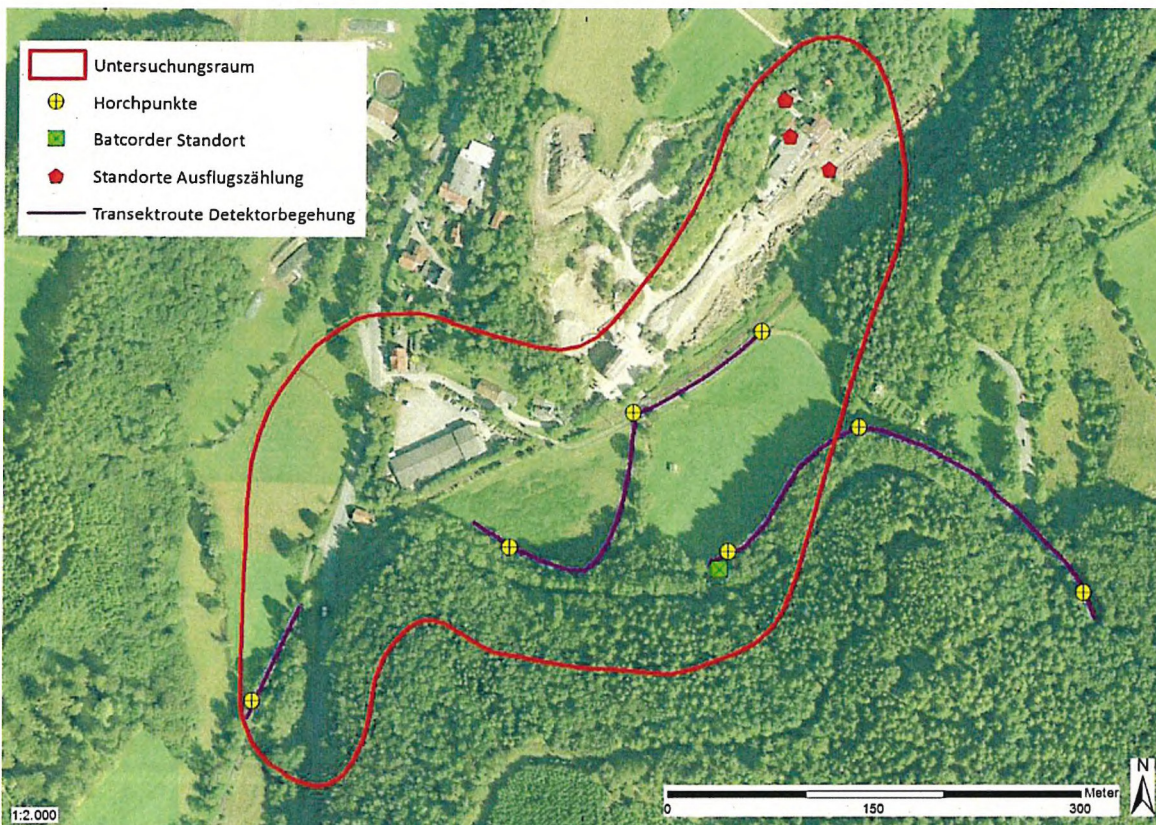 Untersuchungsraum
Horchpunkte
Batcorder Standort
Standorte Ausflugszählung
Transektroute Detektorbegehung
N
Meter
0 150 300
1:2.000